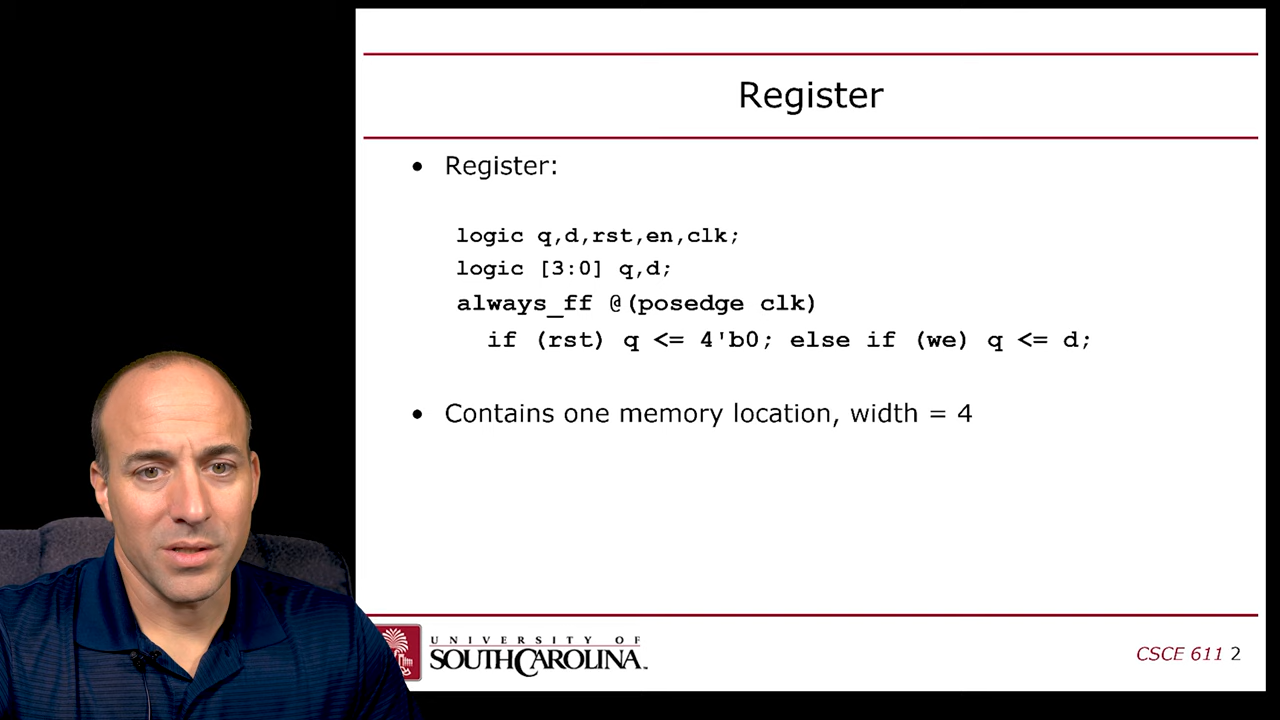 Register
• Register:
logic q,d,rst,en,clk;
logic [3:0] q,d;
always_ff @(posedge clk)
if (rst) q <= 4'b0; else if (we) q <= d;
• Contains one memory location, width = 4
UNIVERSITY OF
SOUTH CAROLINA
CSCE 611 2